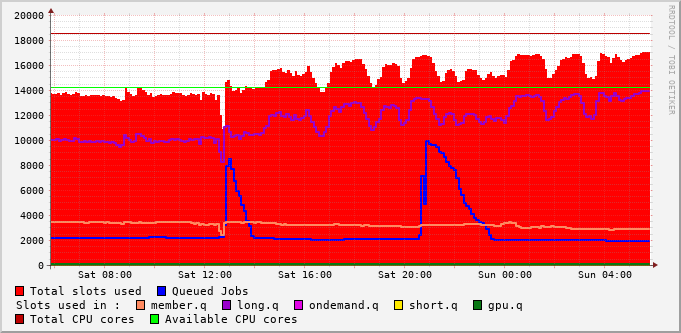 20000
18000
16000
14000
12000
10000
8000
6000
4000
2000
0
Sat 08:00 Sat 12:00 Sat 16:00 Sat 20:00 Sun 00:00 Sun 04:00
RRDTOOL / TOBI OETIKER
Total slots used Queued Jobs
Slots used in : member.q long.q ondemand.q short.q gpu.q
Total CPU cores Available CPU cores